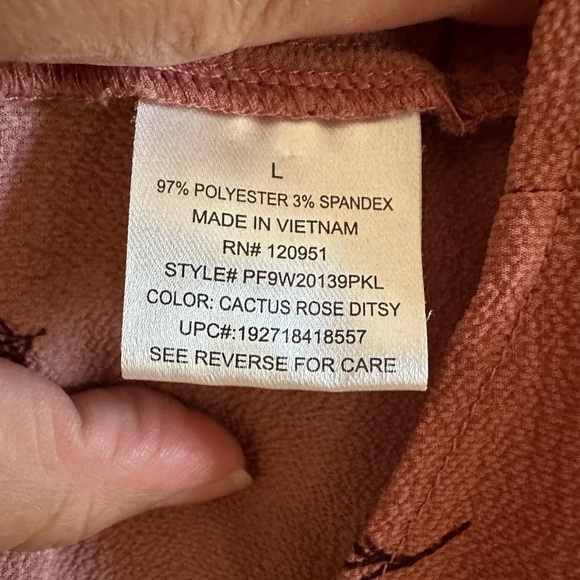 L
97% POLYESTER 3% SPANDEX
MADE IN VIETNAM
RN# 120951
STYLE# PF9W20139PKL
COLOR: CACTUS ROSE DITSY
UPC#:192718418557
SEE REVERSE FOR CARE